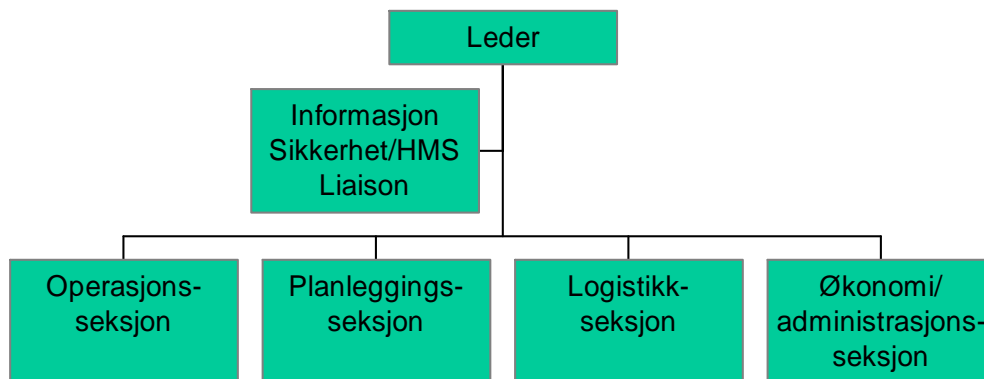 Leder
Informasjon
Sikkerhet/HMS
Liaison
Operasjons-
seksjon
Planleggings-
seksjon
Logistikk-
seksjon
Økonomi/
administrasjons-
seksjon